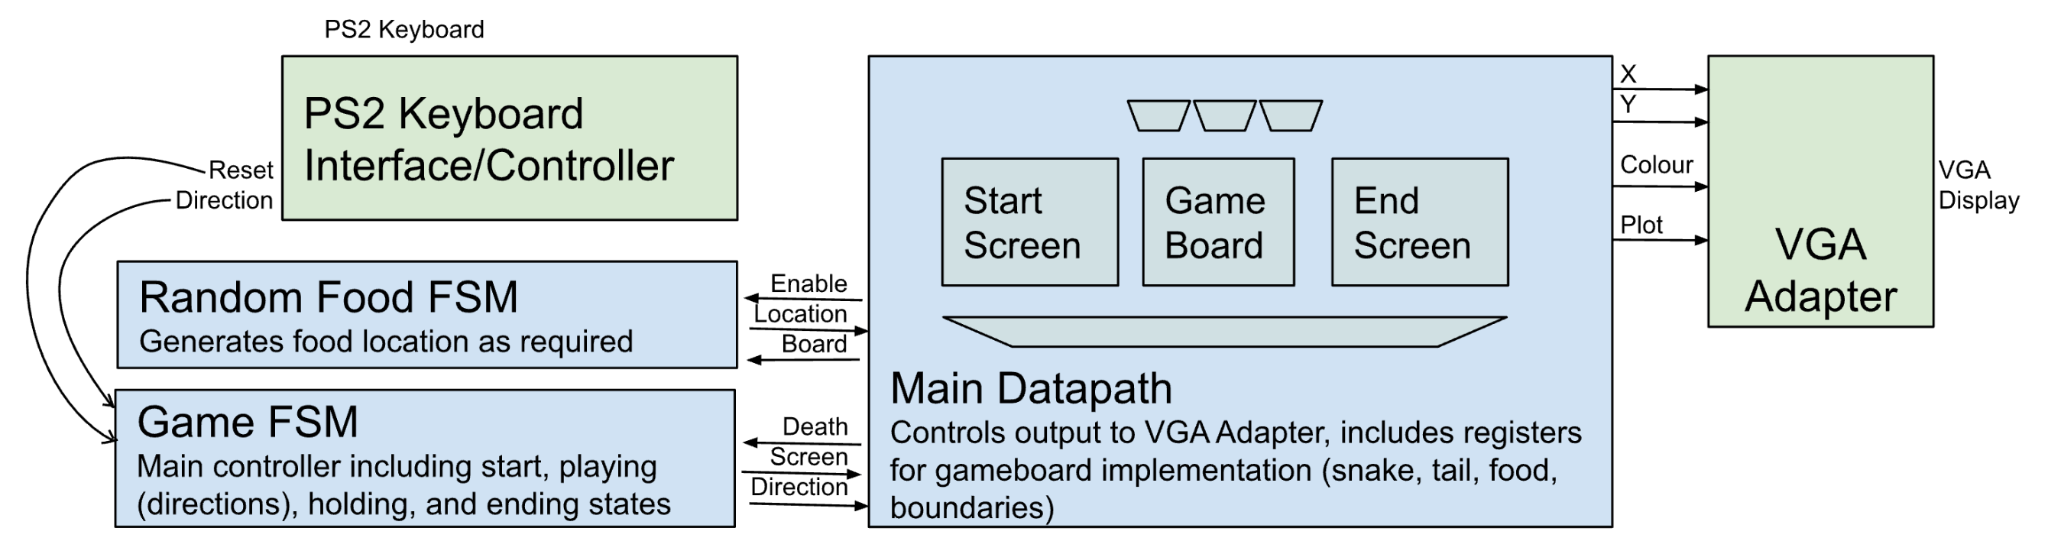 PS2 Keyboard
PS2 Keyboard
Interface/Controller
Reset
Direction
Random Food FSM
Generates food location as required
Game FSM
Main controller including start, playing
(directions), holding, and ending states
Enable
Location
Board
Death
Screen
Direction
Start
Screen
Game
Board
End
Screen
Main Datapath
Controls output to VGA Adapter, includes registers
for gameboard implementation (snake, tail, food,
boundaries)
X
Y
Colour
Plot
VGA
Adapter
VGA
Display